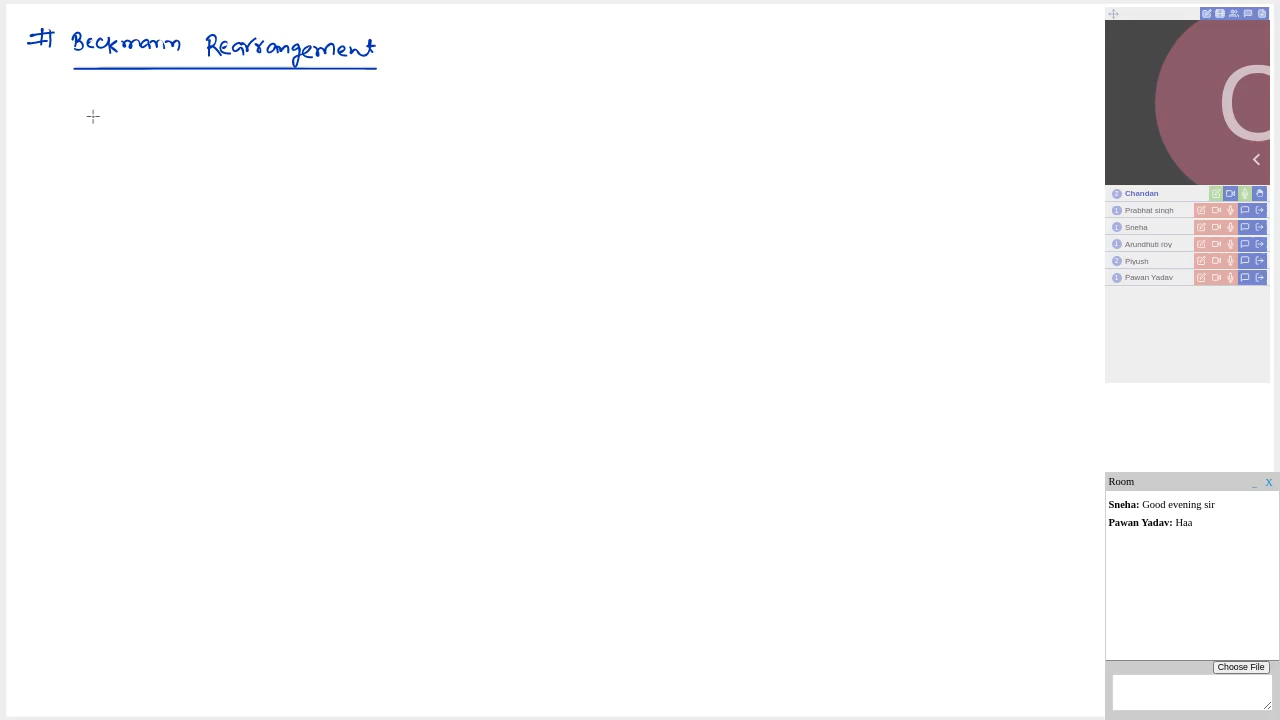 # Beckmann Rearrangement
C
Chandan
Prabhat singh
Sneha
Arundhuti roy
Piyush
Pawan Yadav
Room _ X
Sneha: Good evening sir
Pawan Yadav: Haa
Choose File